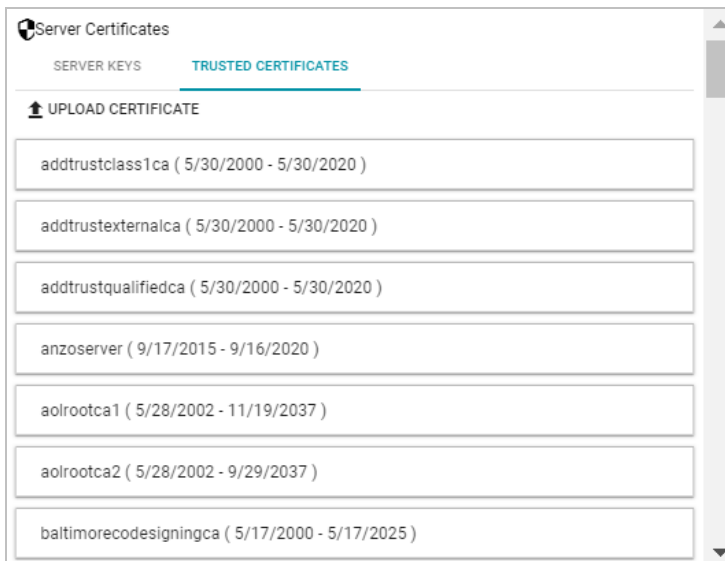 Server Certificates
SERVER KEYS TRUSTED CERTIFICATES
UPLOAD CERTIFICATE
addtrustclass1ca ( 5/30/2000 - 5/30/2020 )
addtrustexternalca ( 5/30/2000 - 5/30/2020 )
addtrustqualifiedca ( 5/30/2000 - 5/30/2020 )
anzoserver ( 9/17/2015 - 9/16/2020 )
aolrootca1 ( 5/28/2002 - 11/19/2037 )
aolrootca2 ( 5/28/2002 - 9/29/2037 )
baltimorecodesigningca ( 5/17/2000 - 5/17/2025 )